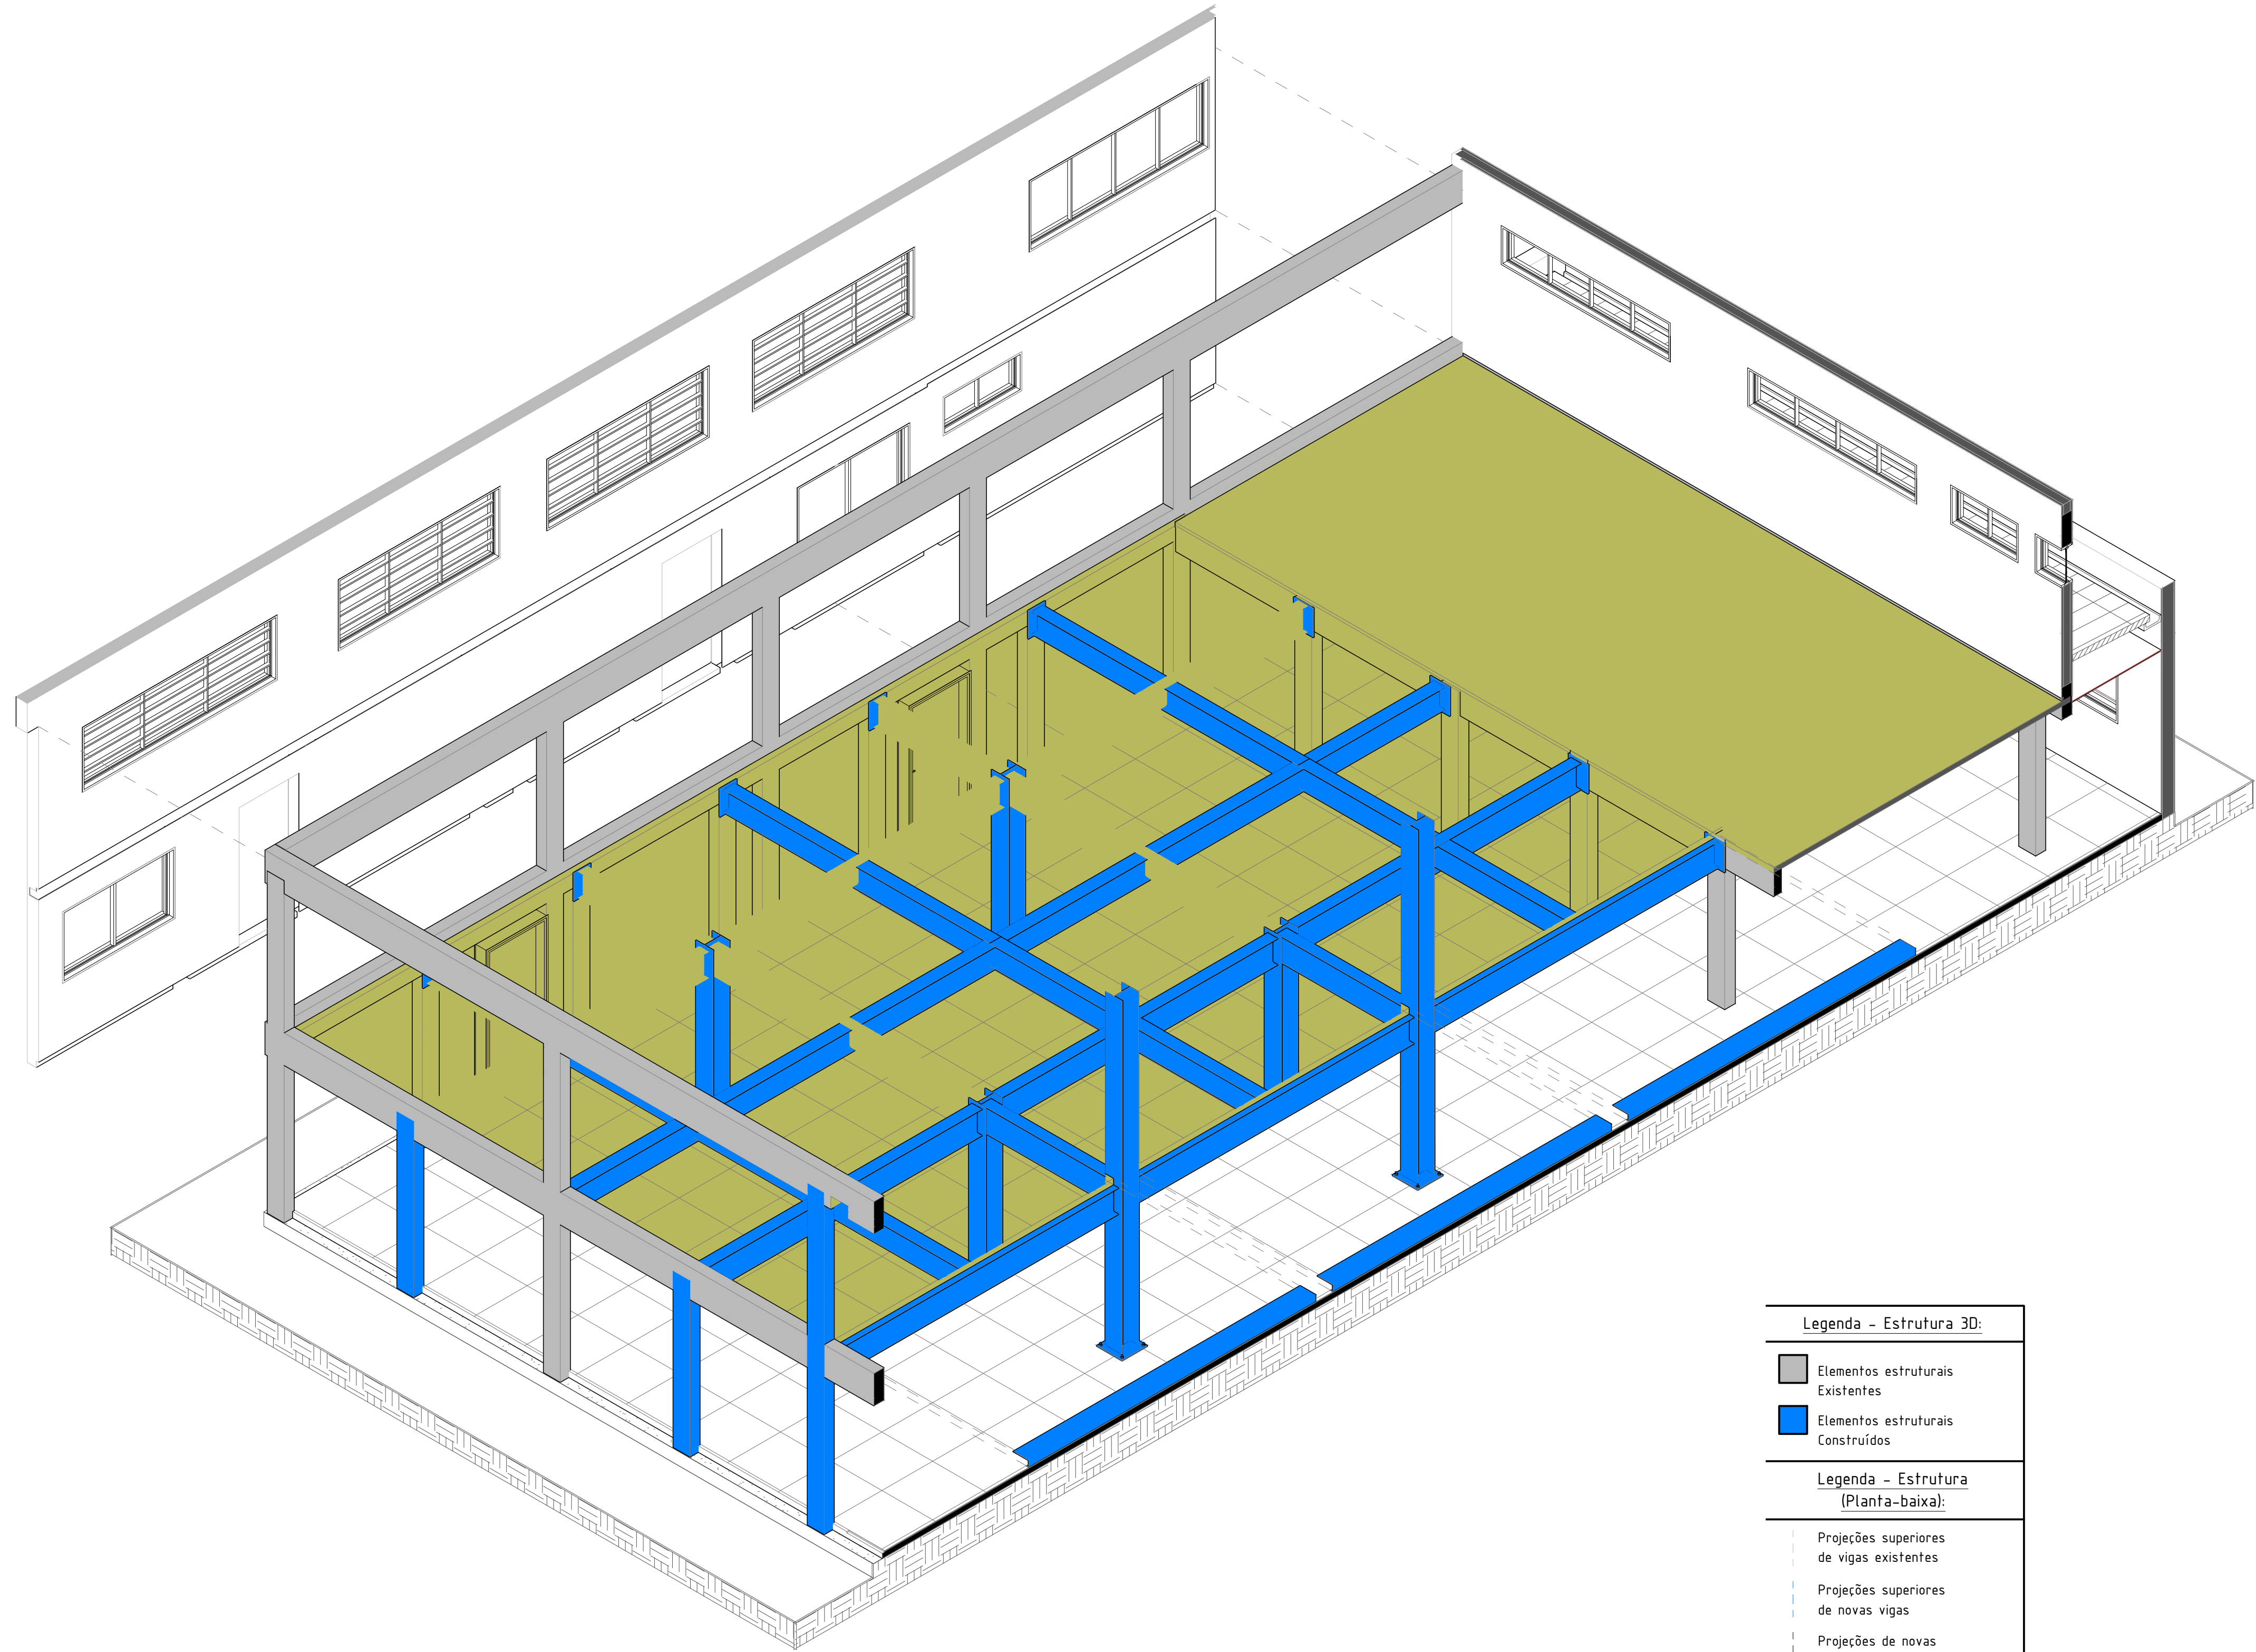 Legenda - Estrutura 3D:
Elementos estruturais
Existentes
Elementos estruturais
Construídos
Legenda - Estrutura
(Planta-baixa):
Projeções superiores
de vigas existentes
Projeções superiores
de novas vigas
Projeções de novas